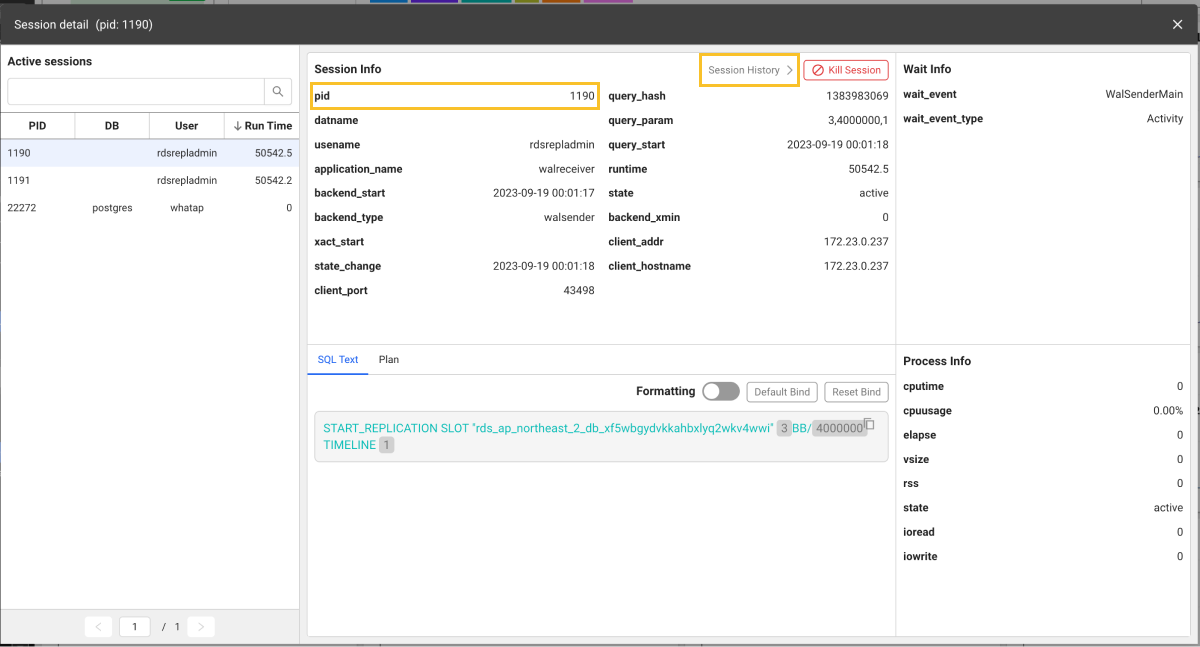 Session detail (pid: 1190)
Active sessions
PID DB User Run Time
1190 rdsrepladmin 50542.5
1191 rdsrepladmin 50542.2
22272 postgres whatap 0
1 / 1
Session Info
Session History
Kill Session
pid 1190
datname
usename rdsrepladmin
application_name walreceiver
backend_start 2023-09-19 00:01:17
backend_type walsender
xact_start
state_change 2023-09-19 00:01:18
client_port 43498
query_hash 1383983069
query_param 3,4000000,1
query_start 2023-09-19 00:01:18
runtime 50542.5
state active
backend_xmin 0
client_addr 172.23.0.237
client_hostname 172.23.0.237
SQL Text Plan
Formatting Default Bind Reset Bind
START_REPLICATION SLOT "rds_ap_northeast_2_db_xf5wbgydvkkahbxlyq2wkv4wwi" 3 BB/ 4000000
TIMELINE 1
Wait Info
wait_event WalSenderMain
wait_event_type Activity
Process Info
cputime 0
cpuusage 0.00%
elapse 0
vsize 0
rss 0
state active
ioread 0
iowrite 0